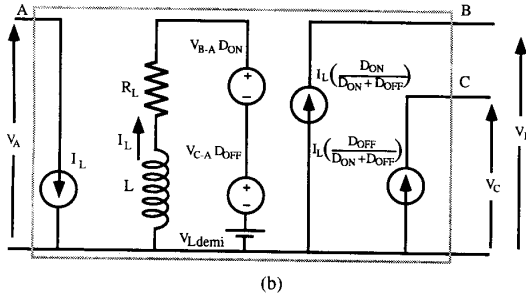 A
B
V_B-A D_ON
R_L
I_L ( D_ON / D_ON + D_OFF )
C
V_A
I_L
I_L
V_C-A D_OFF
I_L ( D_OFF / D_ON + D_OFF )
L
V_C
V_Ldemi
(b)